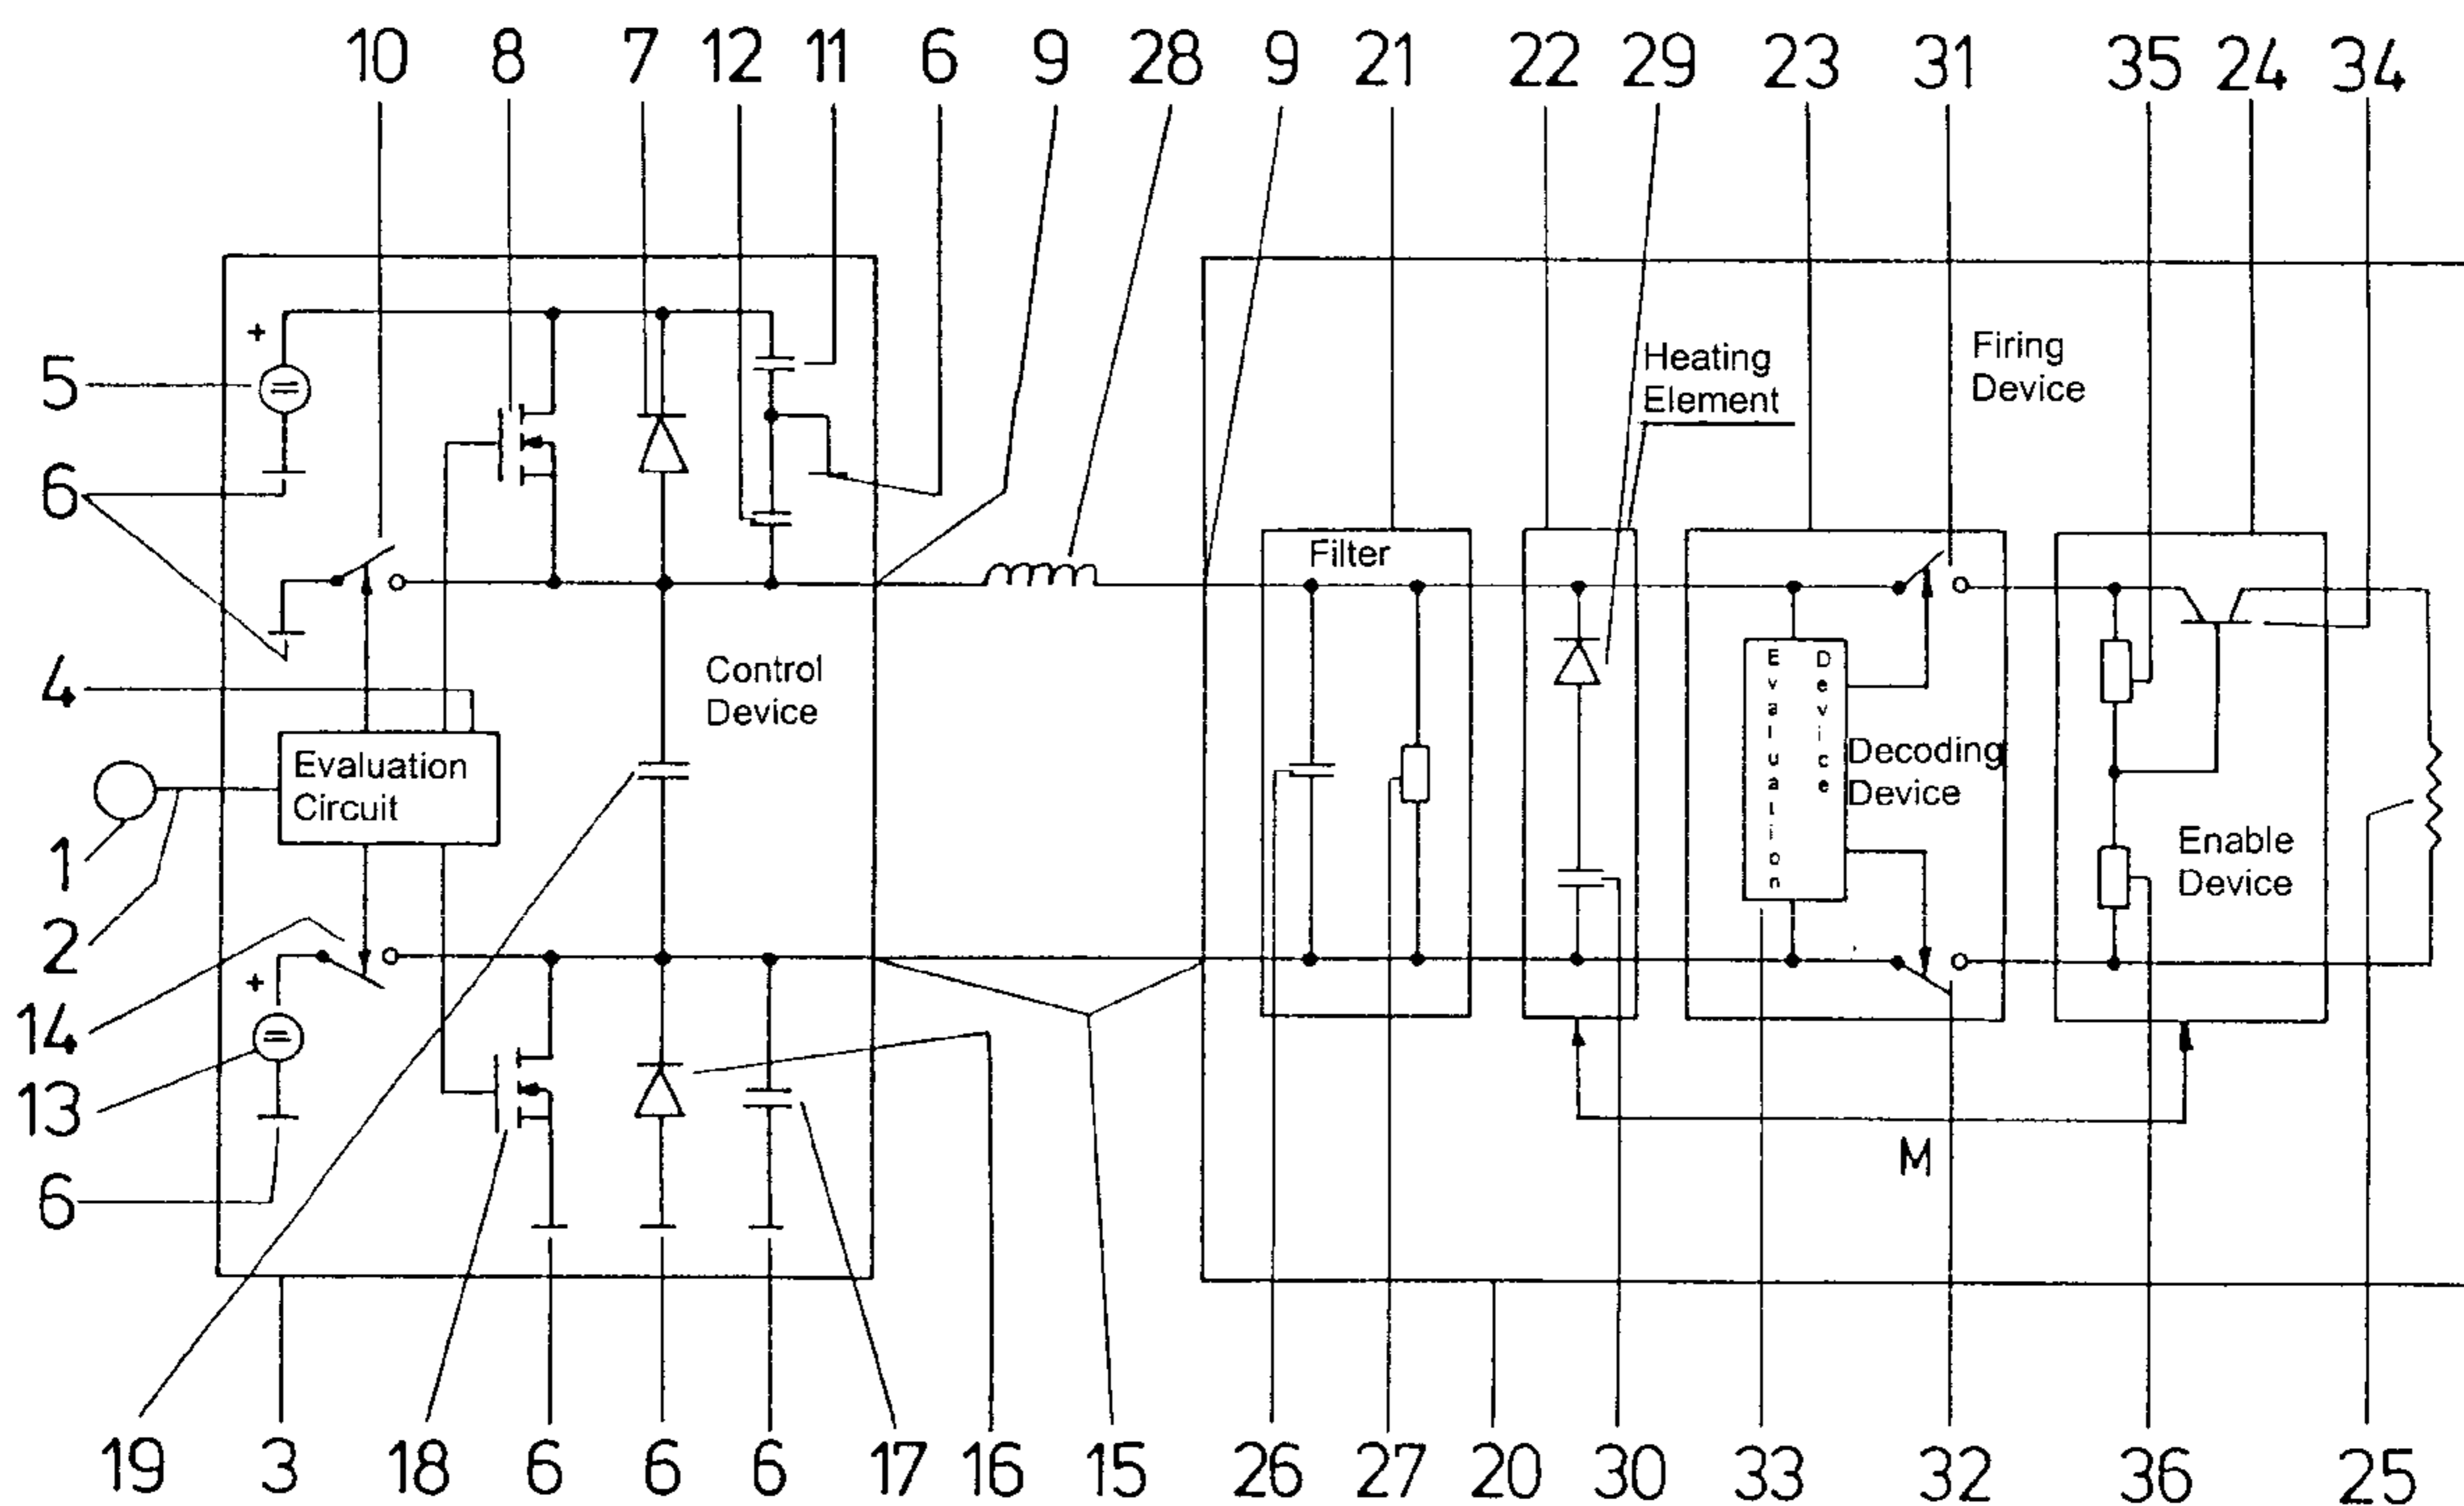 10 8 7 12 11 6 9 28 9 21 22 29 23 31 35 24 34
+
5
6
Heating
Element
Firing
Device
Filter
4
Control
Device
Evaluation
Circuit
1
2
Evaluation
Device
Decoding
Device
Enable
Device
+
14
13
6
M
19 3 18 6 6 6 17 16 15 26 27 20 30 33 32 36 25